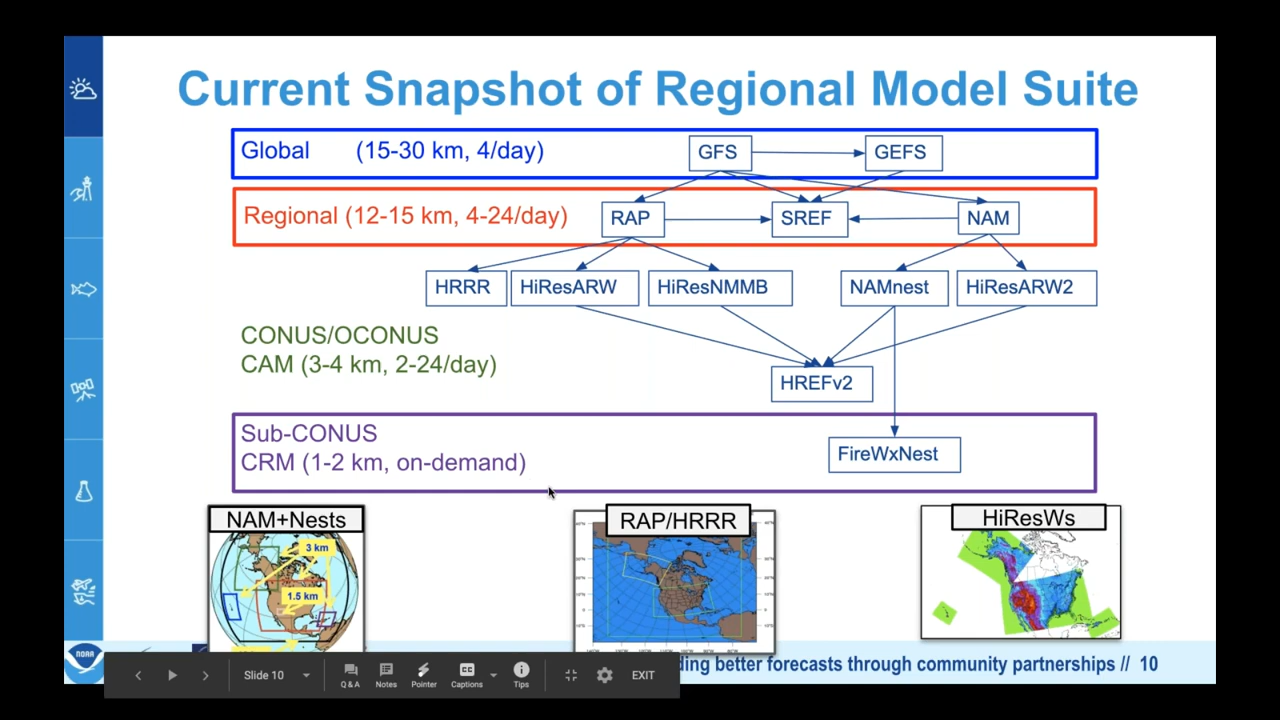 Current Snapshot of Regional Model Suite
Global (15-30 km, 4/day)
GFS
GEFS
Regional (12-15 km, 4-24/day)
RAP
SREF
NAM
HRRR
HiResARW
HiResNMMB
NAMnest
HiResARW2
CONUS/OCONUS
CAM (3-4 km, 2-24/day)
HREFv2
Sub-CONUS
CRM (1-2 km, on-demand)
FireWxNest
NAM+Nests
3 km
1.5 km
RAP/HRRR
HiResWs
NOAA
ding better forecasts through community partnerships // 10
Slide 10
Q & A
Notes
Pointer
CC
Captions
Tips
EXIT